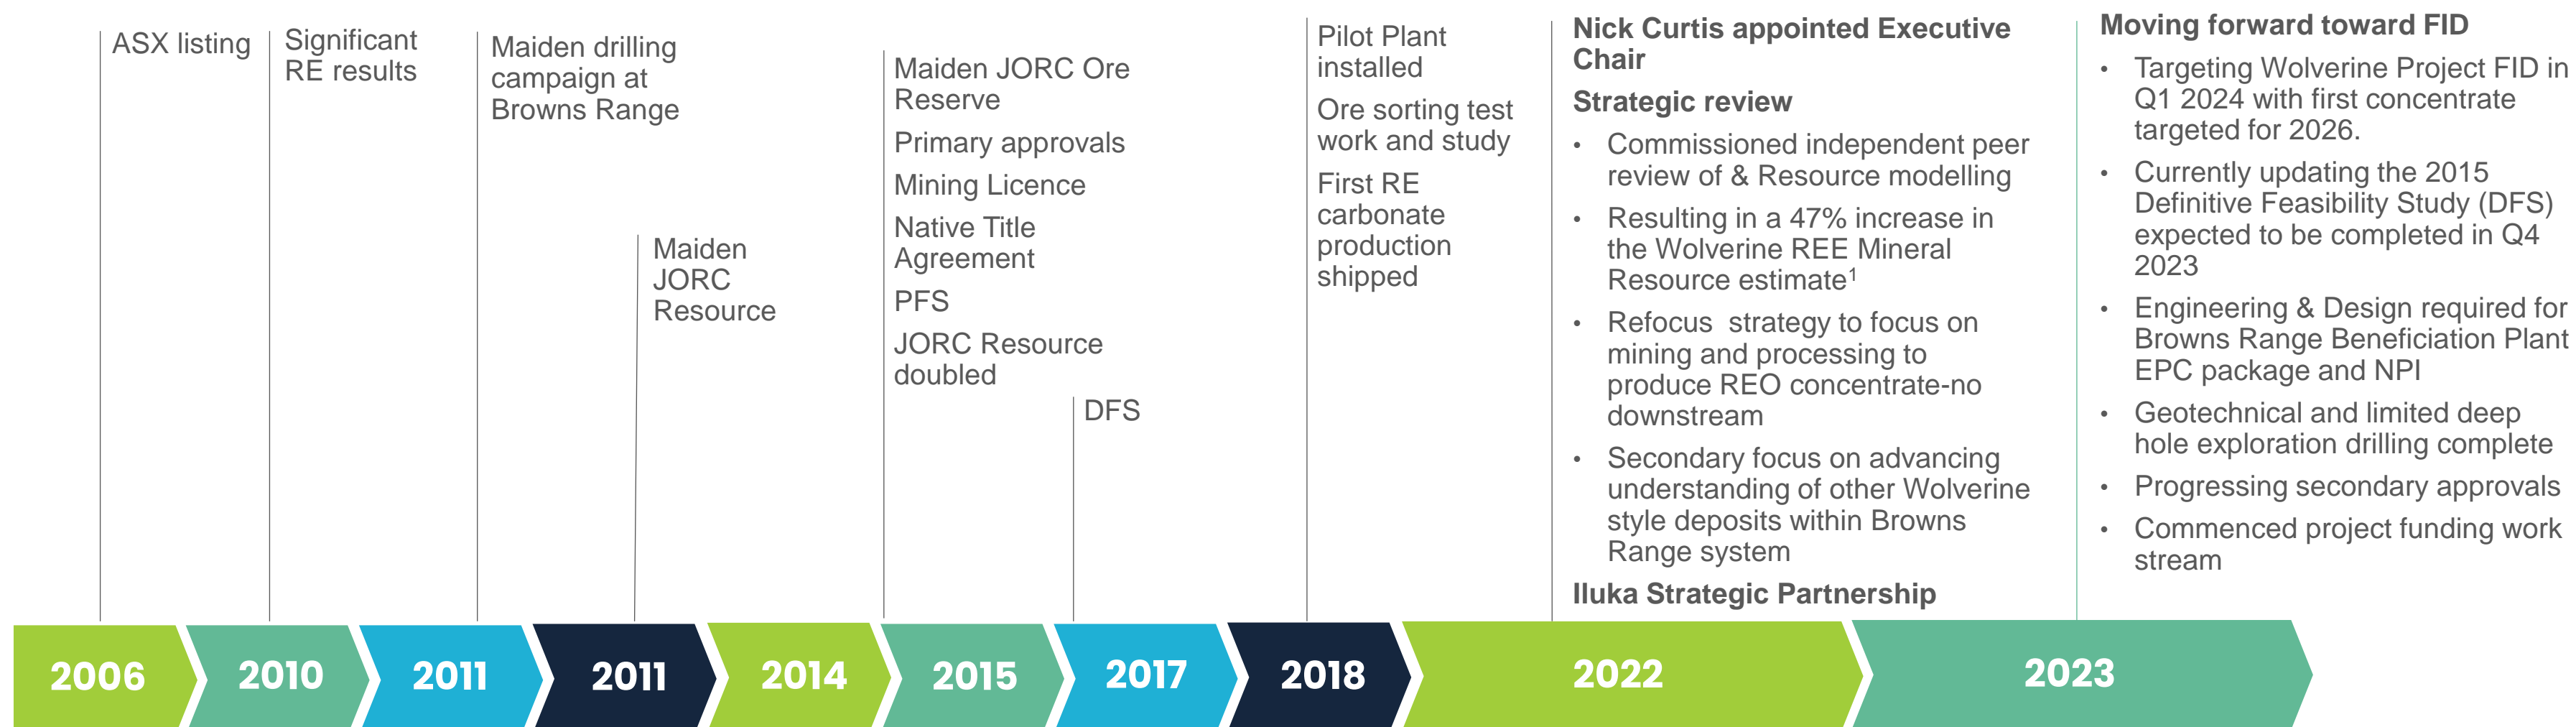 ASX listing
Significant
RE results
Maiden drilling
campaign at
Browns Range
Maiden
JORC
Resource
Maiden JORC Ore
Reserve
Primary approvals
Mining Licence
Native Title
Agreement
PFS
JORC Resource
doubled
DFS
Pilot Plant
installed
Ore sorting test
work and study
First RE
carbonate
production
shipped
Nick Curtis appointed Executive
Chair
Strategic review
• Commissioned independent peer
review of & Resource modelling
• Resulting in a 47% increase in
the Wolverine REE Mineral
Resource estimate¹
• Refocus strategy to focus on
mining and processing to
produce REO concentrate-no
downstream
• Secondary focus on advancing
understanding of other Wolverine
style deposits within Browns
Range system
Iluka Strategic Partnership
Moving forward toward FID
• Targeting Wolverine Project FID in
Q1 2024 with first concentrate
targeted for 2026.
• Currently updating the 2015
Definitive Feasibility Study (DFS)
expected to be completed in Q4
2023
• Engineering & Design required for
Browns Range Beneficiation Plant
EPC package and NPI
• Geotechnical and limited deep
hole exploration drilling complete
• Progressing secondary approvals
• Commenced project funding work
stream
2006
2010
2011
2011
2014
2015
2017
2018
2022
2023